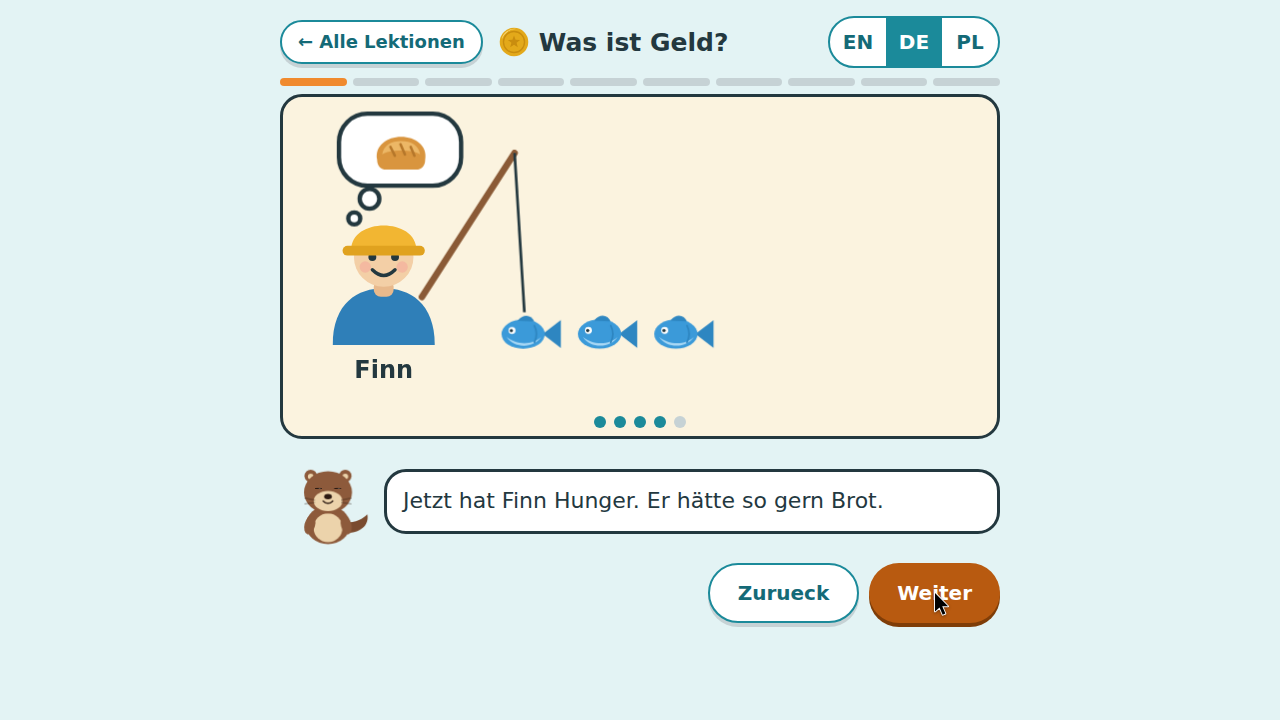 ← Alle Lektionen
Was ist Geld?
EN DE PL
Finn
Jetzt hat Finn Hunger. Er hätte so gern Brot.
Zurueck
Weiter